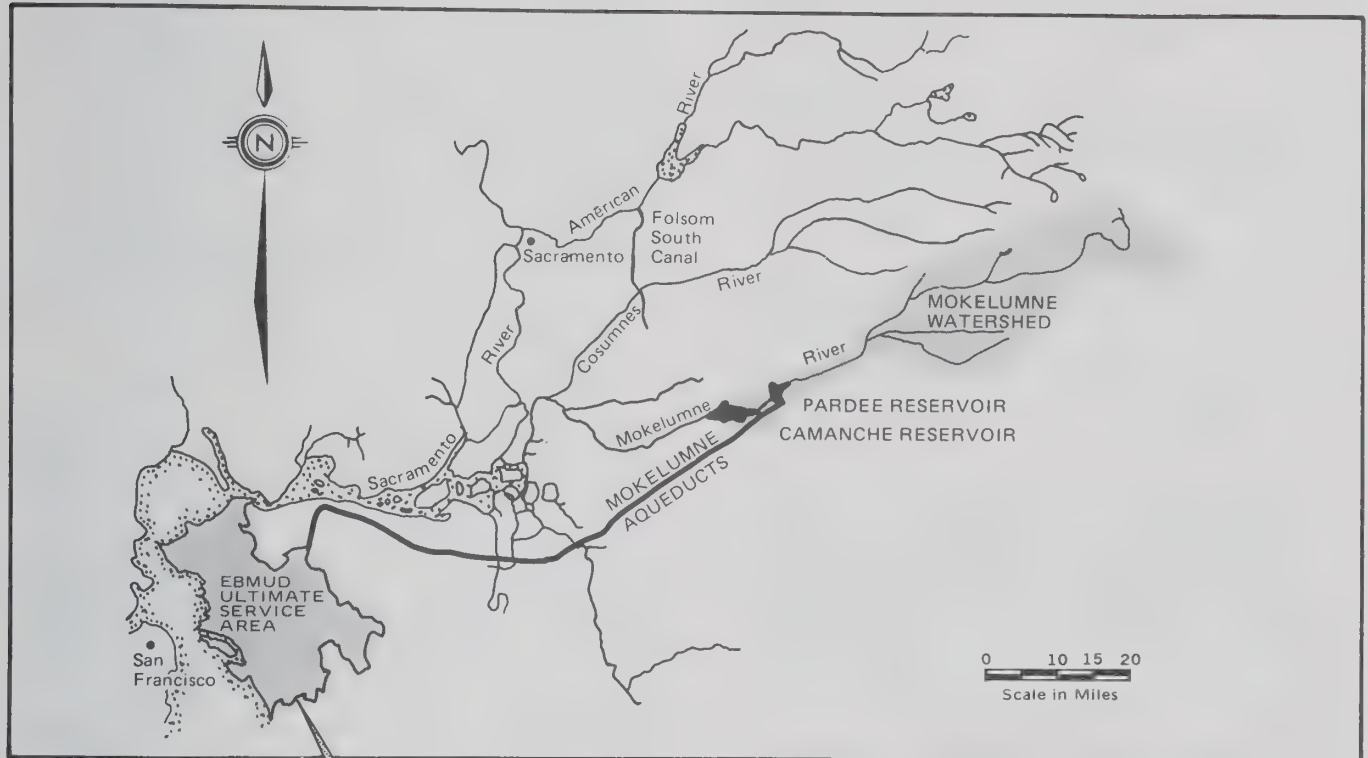 N
River
American
Folsom
South
Canal
Sacramento
River
River
Cosumnes
MOKELUMNE
WATERSHED
River
Mokelumne
PARDEE RESERVOIR
CAMANCHE RESERVOIR
MOKELUMNE
AQUEDUCTS
Sacramento
EBMUD
ULTIMATE
SERVICE
AREA
San
Francisco
0 10 15 20
Scale in Miles